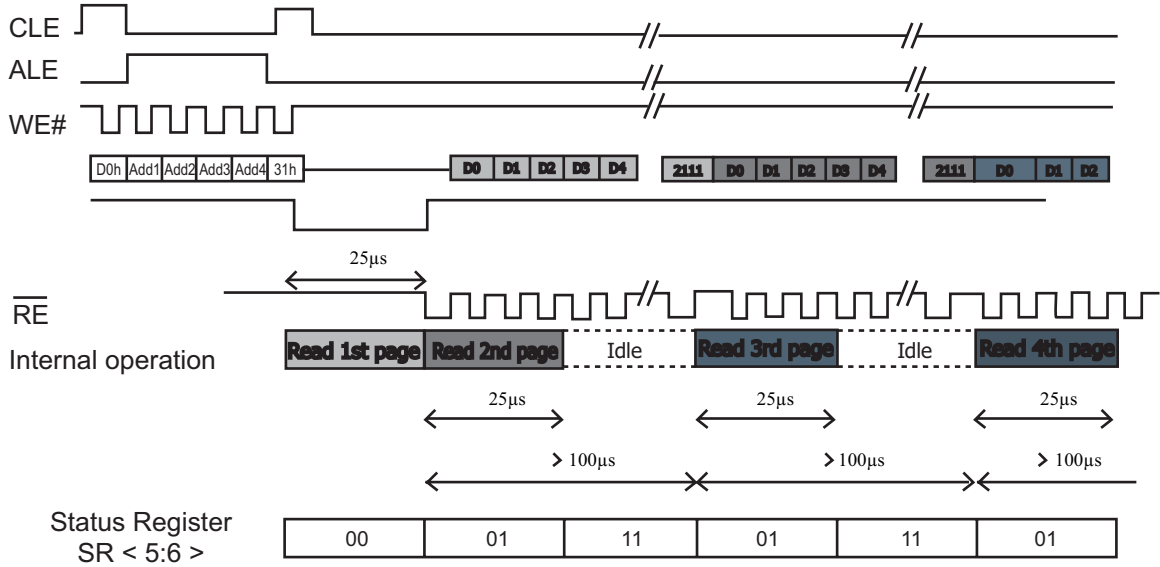 CLE
ALE
WE#
D0h Add1 Add2 Add3 Add4 31h D0 D1 D2 D3 D4 2111 D0 D1 D2 D3 D4 2111 D0 D1 D2
25µs
RE
Internal operation Read 1st page Read 2nd page Idle Read 3rd page Idle Read 4th page
25µs 25µs 25µs
> 100µs > 100µs > 100µs
Status Register
SR < 5:6 > 00 01 11 01 11 01